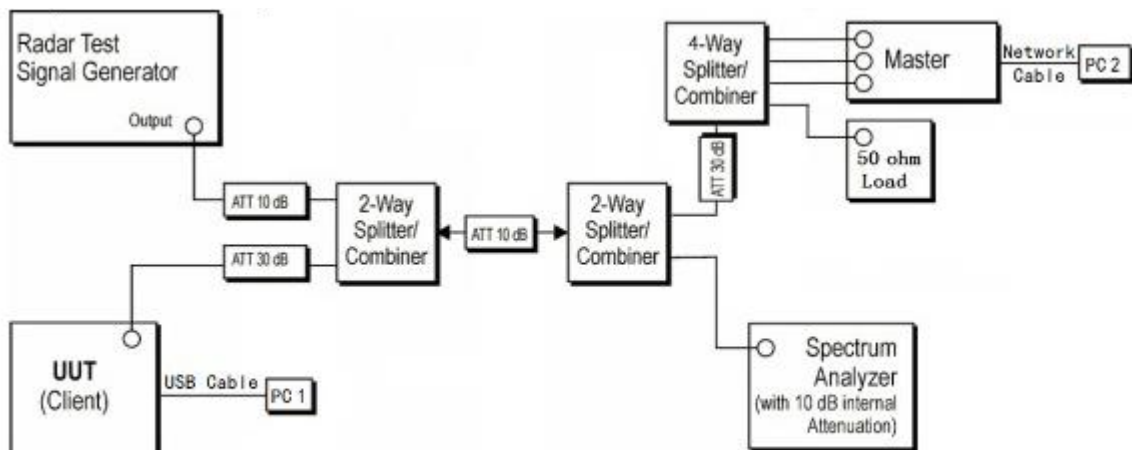 Radar Test
Signal Generator
Output
4-Way
Splitter/
Combiner
Master
Network
Cable
PC 2
50 ohm
Load
ATT 30 dB
ATT 10 dB
2-Way
Splitter/
Combiner
ATT 10 dB
2-Way
Splitter/
Combiner
ATT 30 dB
UUT
(Client)
USB Cable
PC 1
Spectrum
Analyzer
(with 10 dB internal
Attenuation)